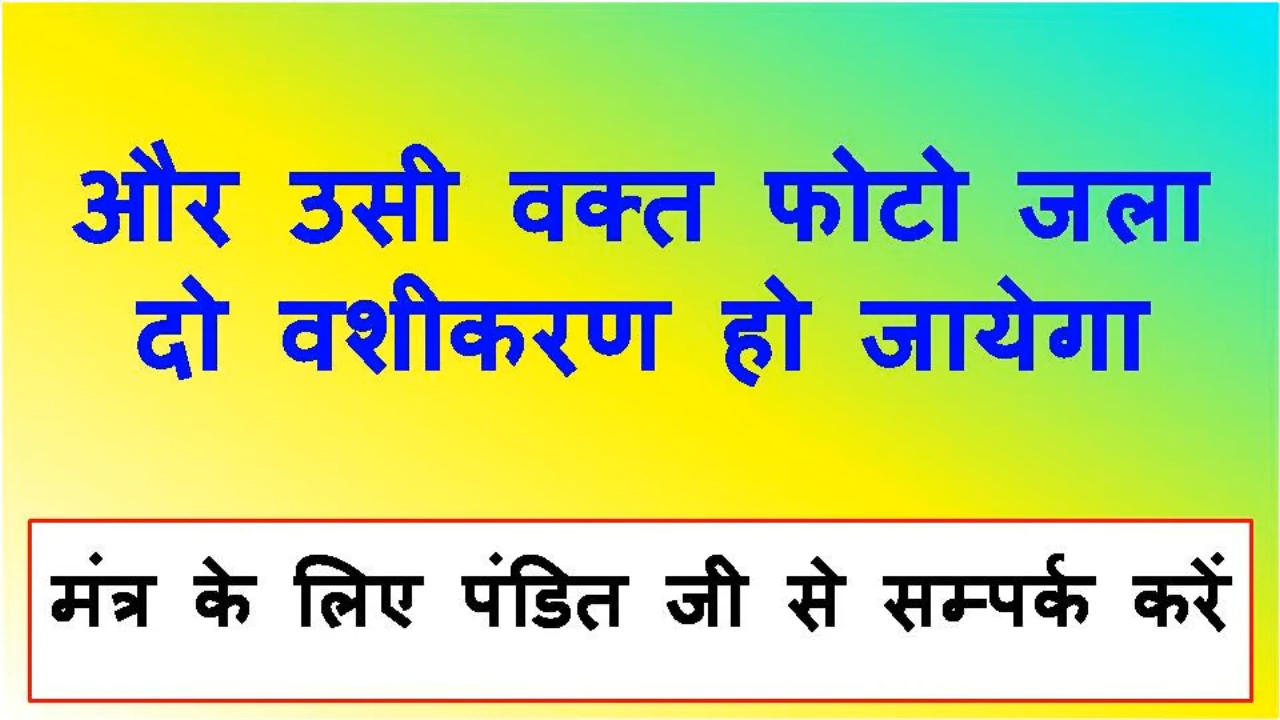 और उसी वक्त फोटो जला
दो वशीकरण हो जायेगा
मंत्र के लिए पंडित जी से सम्पर्क करें